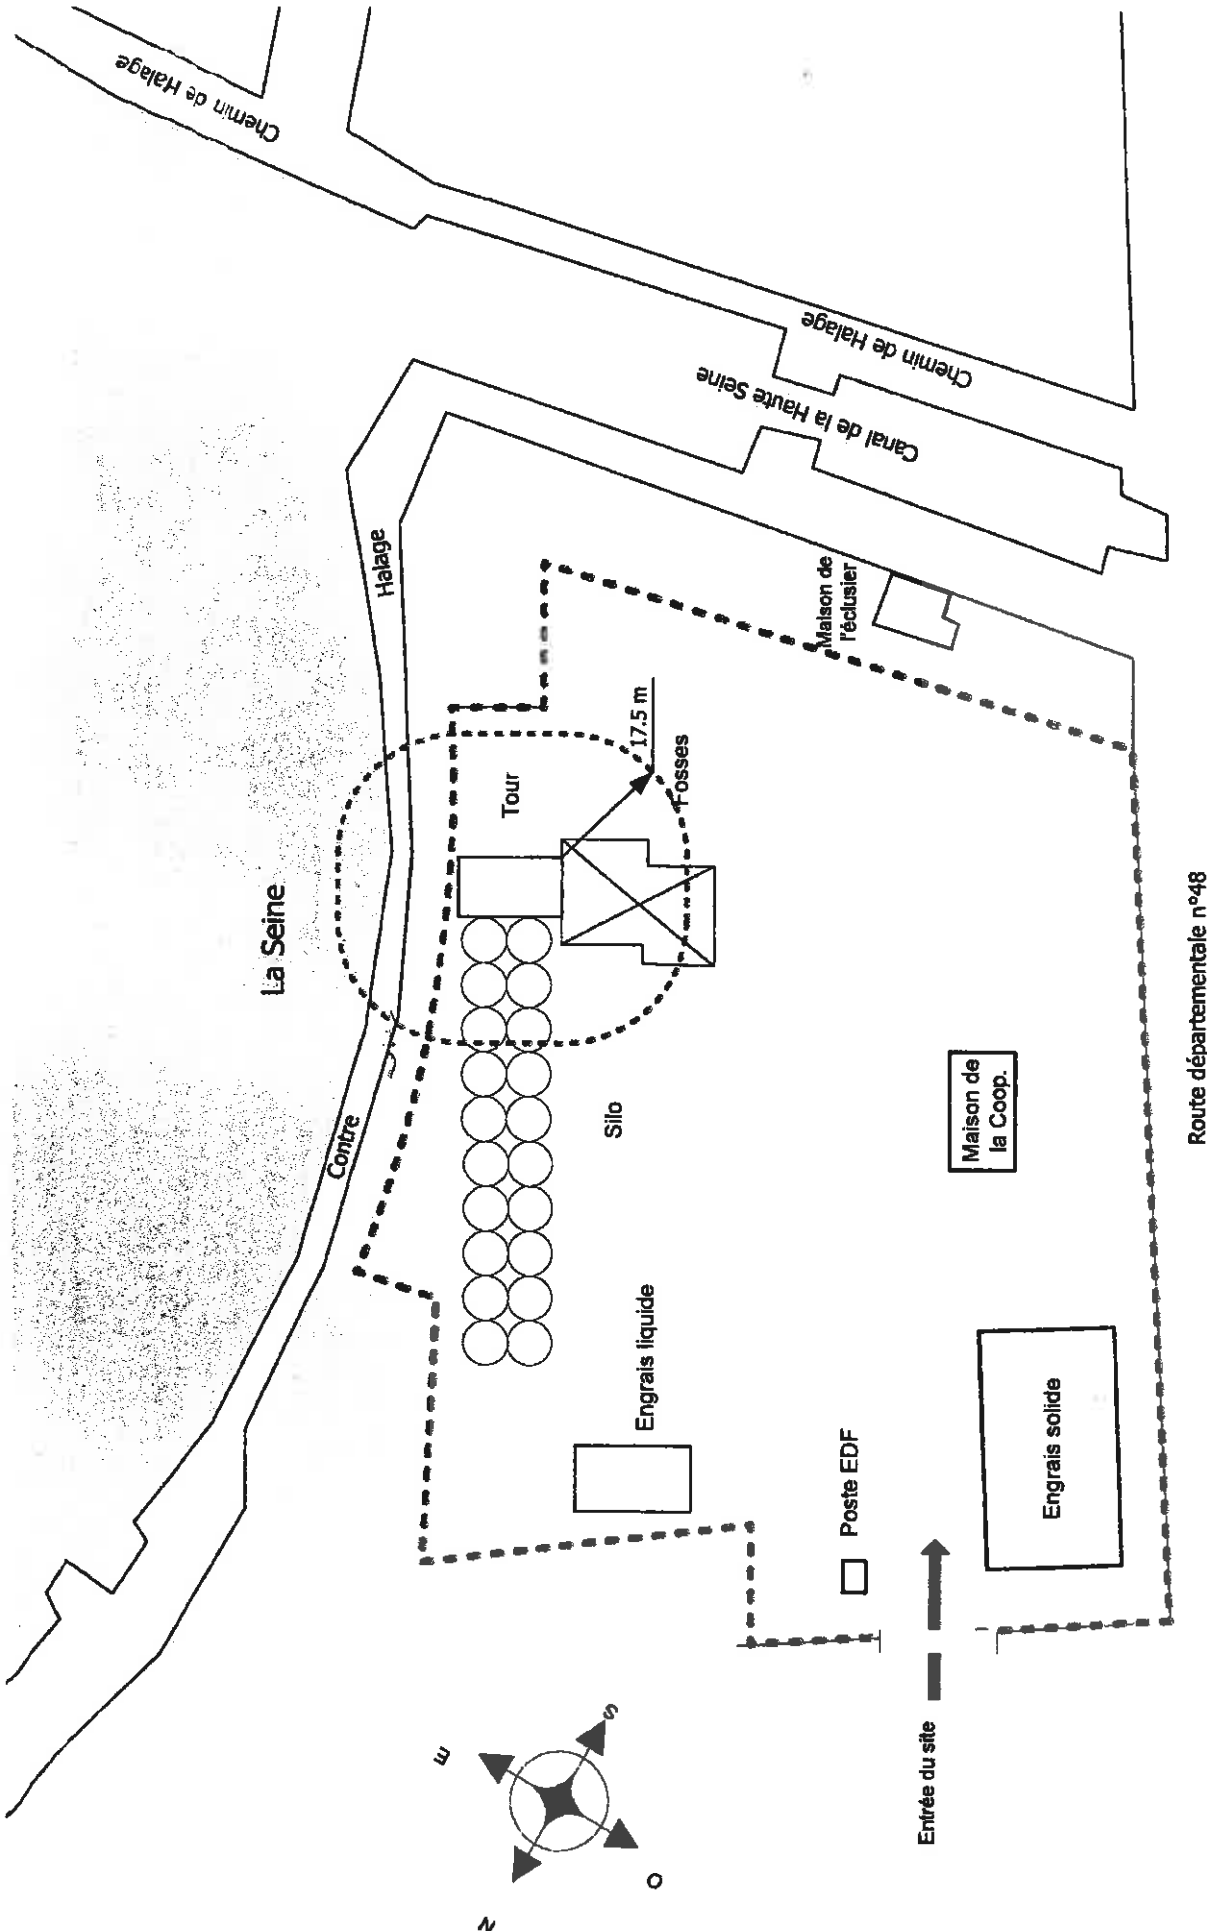 La Seine
Chemin de Halage
Contre
Halage
Canal de la Haute Seine
Chemin de Halage
Tour
17.5 m
Fosses
Silo
Maison de
l'éclusier
Engrais liquide
Poste EDF
Maison de
la Coop.
Engrais solide
Entrée du site
Route départementale n°48
N
E
S
O